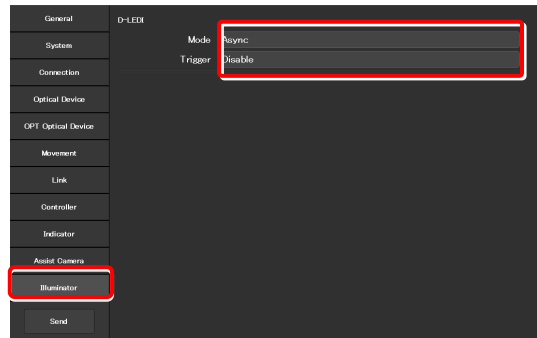 General
System
Connection
Optical Device
OPT Optical Device
Movement
Link
Controller
Indicator
Assist Camera
Illuminator
Send
D-LEDI
Mode Async
Trigger Disable